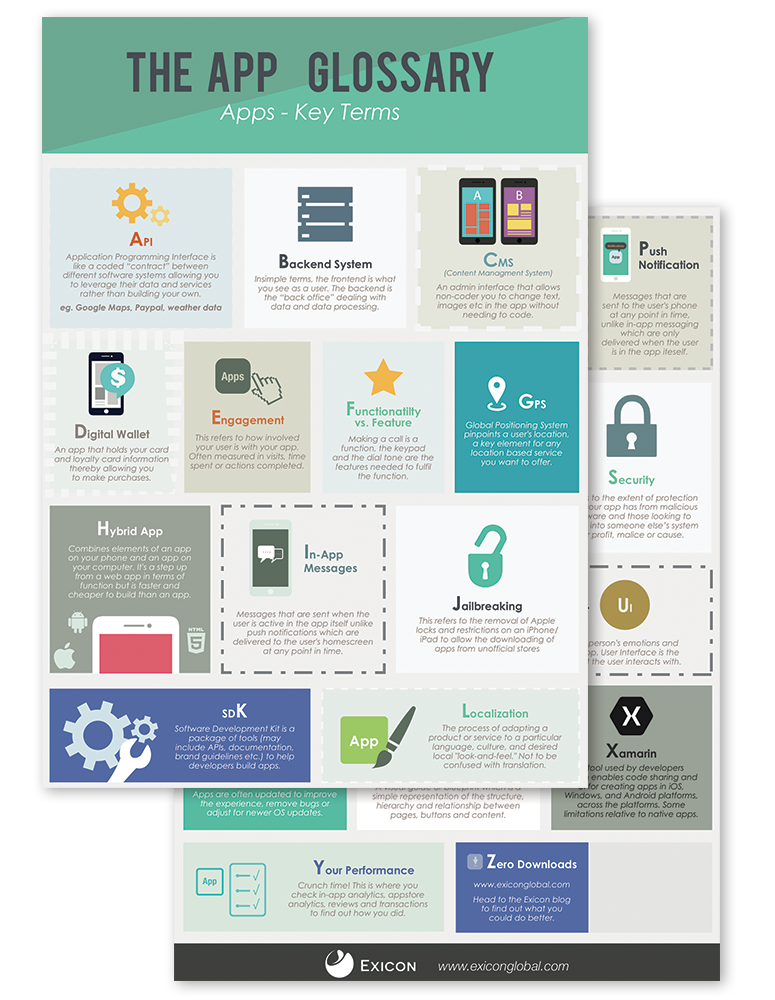 THE APP GLOSSARY
Apps - Key Terms
API
Application Programming Interface is
like a coded “contract” between
different software systems allowing you
to leverage their data and services
rather than building your own.
eg. Google Maps, Paypal, weather data
Backend System
Insimple terms, the frontend is what
you see as a user. The backend is
the “back office” dealing with
data and data processing.
A B
CMS
(Content Managment System)
An admin interface that allows
non-coder you to change text,
images etc in the app without
needing to code.
$
Digital Wallet
An app that holds your card
and loyalty card information
thereby allowing you
to make purchases.
Apps
Engagement
This refers to how involved
your user is with your app.
Often measured in visits, time
spent or actions completed.
Functionality
vs. Feature
Making a call is a
function, the keypad
and the dial tone are the
features needed to fulfil
the function.
GPS
Global Positioning System
pinpoints a user's location,
a key element for any
location based service
you want to offer.
Hybrid App
Combines elements of an app
on your phone and an app on
your computer. It's a step up
from a web app in terms of
function but is faster and
cheaper to build than an app.
HTML
5
In-App
Messages
Messages that are sent when the
user is active in the app itself unlike
push notifications which are
delivered to the user's homescreen
at any point in time.
Jailbreaking
This refers to the removal of Apple
locks and restrictions on an iPhone/
iPad to allow the downloading of
apps from unofficial stores
SDK
Software Development Kit is a
package of tools (may
include APIs, documentation,
brand guidelines etc.) to help
developers build apps.
App
Localization
The process of adapting a
product or service to a particular
language, culture, and desired
local "look-and-feel." Not to be
confused with translation.
Notification
App
Push
Notification
Messages that are
sent to the user's phone
at any point in time,
unlike in-app messaging
which are only
delivered when the user
is in the app iteself.
Security
to the extent of protection
your app has from malicious
ware and those looking to
into someone else’s system
profit, malice or cause.
UI
person's emotions and
p. User Interface is the
the user interacts with.
X
Xamarin
tool used by developers
enables code sharing and
for creating apps in iOS,
Windows, and Android platforms,
across the platforms. Some
limitations relative to native apps.
Apps are often updated to improve
the experience, remove bugs or
adjust for newer OS updates.
simple representation of the structure,
hierarchy and relationship between
pages, buttons and content.
App
Your Performance
Crunch time! This is where you
check in-app analytics, appstore
analytics, reviews and transactions
to find out how you did.
Zero Downloads
www.exiconglobal.com
Head to the Exicon blog
to find out what you
could do better.
EXICON www.exiconglobal.com